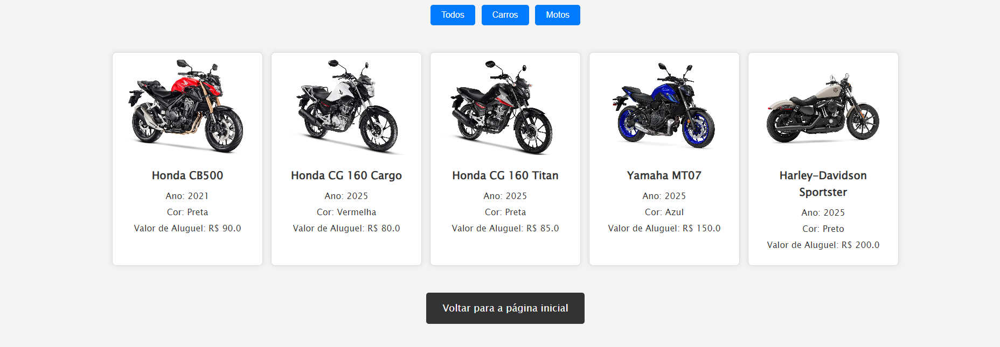 Todos
Carros
Motos
Honda CB500
Ano: 2021
Cor: Preta
Valor de Aluguel: R$ 90.0
Honda CG 160 Cargo
Ano: 2025
Cor: Vermelha
Valor de Aluguel: R$ 80.0
Honda CG 160 Titan
Ano: 2025
Cor: Preta
Valor de Aluguel: R$ 85.0
Yamaha MT07
Ano: 2025
Cor: Azul
Valor de Aluguel: R$ 150.0
Harley-Davidson
Sportster
Ano: 2025
Cor: Preto
Valor de Aluguel: R$ 200.0
Voltar para a página inicial